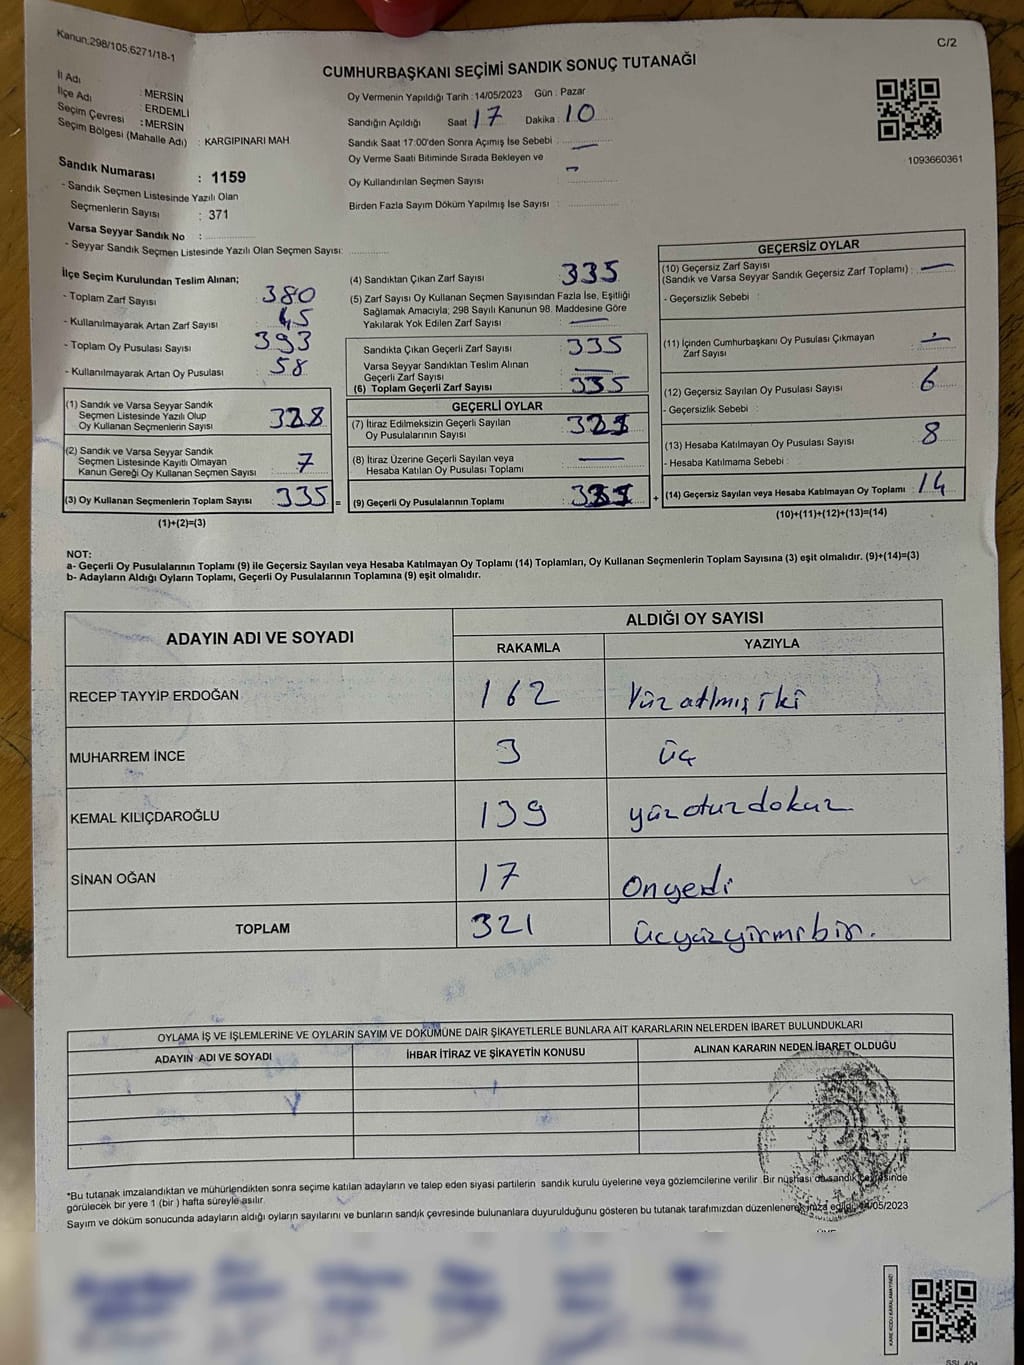 Kanun:298/105;6271/18-1
C/2
CUMHURBAŞKANI SEÇİMİ SANDIK SONUÇ TUTANAĞI
İl Adı : MERSİN
İlçe Adı : ERDEMLİ
Seçim Çevresi : MERSİN
Seçim Bölgesi (Mahalle Adı) : KARGIPINARI MAH.
Oy Vermenin Yapıldığı Tarih : 14/05/2023 Gün : Pazar
Sandığın Açıldığı Saat 17 Dakika : 10
Sandık Saat 17:00'den Sonra Açımış İse Sebebi : —
Oy Verme Saati Bitiminde Sırada Bekleyen ve
Oy Kullandırılan Seçmen Sayısı :
Birden Fazla Sayım Döküm Yapılmış İse Sayısı :
1093660361
Sandık Numarası : 1159
- Sandık Seçmen Listesinde Yazılı Olan
Seçmenlerin Sayısı : 371
Varsa Seyyar Sandık No :
- Seyyar Sandık Seçmen Listesinde Yazılı Olan Seçmen Sayısı:
İlçe Seçim Kurulundan Teslim Alınan;
- Toplam Zarf Sayısı 380
- Kullanılmayarak Artan Zarf Sayısı : 45
- Toplam Oy Pusulası Sayısı : 393
- Kullanılmayarak Artan Oy Pusulası : 58
(1) Sandık ve Varsa Seyyar Sandık
Seçmen Listesinde Yazılı Olup
Oy Kullanan Seçmenlerin Sayısı : 328
(2) Sandık ve Varsa Seyyar Sandık
Seçmen Listesinde Kayıtlı Olmayan
Kanun Gereği Oy Kullanan Seçmen Sayısı : 7
(3) Oy Kullanan Seçmenlerin Toplam Sayısı : 335 =
(1)+(2)=(3)
(4) Sandıktan Çıkan Zarf Sayısı : 335
(5) Zarf Sayısı Oy Kullanan Seçmen Sayısından Fazla İse, Eşitliği
Sağlamak Amacıyla; 298 Sayılı Kanunun 98. Maddesine Göre
Yakılarak Yok Edilen Zarf Sayısı : —
Sandıkta Çıkan Geçerli Zarf Sayısı : 335
Varsa Seyyar Sandıktan Teslim Alınan
Geçerli Zarf Sayısı : —
(6) Toplam Geçerli Zarf Sayısı : 335
GEÇERLİ OYLAR
(7) İtiraz Edilmeksizin Geçerli Sayılan
Oy Pusulalarının Sayısı :
(8) İtiraz Üzerine Geçerli Sayılan veya
Hesaba Katılan Oy Pusulası Toplamı : —
(9) Geçerli Oy Pusulalarının Toplamı : +
GEÇERSİZ OYLAR
(10) Geçersiz Zarf Sayısı
(Sandık ve Varsa Seyyar Sandık Geçersiz Zarf Toplamı) : —
- Geçersizlik Sebebi :
(11) İçinden Cumhurbaşkanı Oy Pusulası Çıkmayan
Zarf Sayısı : —
(12) Geçersiz Sayılan Oy Pusulası Sayısı : 6
- Geçersizlik Sebebi :
(13) Hesaba Katılmayan Oy Pusulası Sayısı : 8
- Hesaba Katılmama Sebebi :
(14) Geçersiz Sayılan veya Hesaba Katılmayan Oy Toplamı : 14
(10)+(11)+(12)+(13)=(14)
NOT:
a- Geçerli Oy Pusulalarının Toplamı (9) ile Geçersiz Sayılan veya Hesaba Katılmayan Oy Toplamı (14) Toplamları, Oy Kullanan Seçmenlerin Toplam Sayısına (3) eşit olmalıdır. (9)+(14)=(3)
b- Adayların Aldığı Oyların Toplamı, Geçerli Oy Pusulalarının Toplamına (9) eşit olmalıdır.
ADAYIN ADI VE SOYADI
ALDIĞI OY SAYISI
RAKAMLA YAZIYLA
RECEP TAYYİP ERDOĞAN 162 Yüz atlmış iki
MUHARREM İNCE 3 üç
KEMAL KILIÇDAROĞLU 139 yüzotuzdokuz
SİNAN OĞAN 17 Onyedi
TOPLAM 321 üçyüzyirmibir.
OYLAMA İŞ VE İŞLEMLERİNE VE OYLARIN SAYIM VE DÖKÜMÜNE DAİR ŞİKAYETLERLE BUNLARA AİT KARARLARIN NELERDEN İBARET BULUNDUKLARI
ADAYIN ADI VE SOYADI İHBAR İTİRAZ VE ŞİKAYETİN KONUSU ALINAN KARARIN NEDEN İBARET OLDUĞU
*Bu tutanak imzalandıktan ve mühürlendikten sonra seçime katılan adayların ve talep eden siyasi partilerin sandık kurulu üyelerine veya gözlemcilerine verilir. Bir nüshası da sandık çevresinde
görülecek bir yere 1 (bir) hafta süreyle asılır.
Sayım ve döküm sonucunda adayların aldığı oyların sayılarını ve bunların sandık çevresinde bulunanlara duyurulduğunu gösteren bu tutanak tarafımızdan düzenlenerek imza edildi. 14/05/2023
KARE KODU KARALAMAYINIZ!